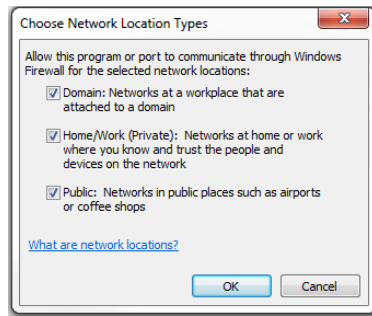 Choose Network Location Types
Allow this program or port to communicate through Windows
Firewall for the selected network locations:
Domain: Networks at a workplace that are
attached to a domain
Home/Work (Private): Networks at home or work
where you know and trust the people and
devices on the network
Public: Networks in public places such as airports
or coffee shops
What are network locations?
OK Cancel